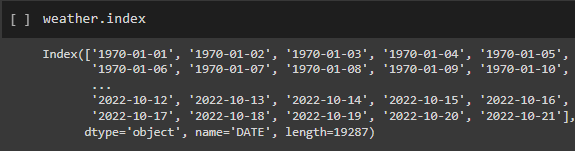 [ ] weather.index
Index(['1970-01-01', '1970-01-02', '1970-01-03', '1970-01-04', '1970-01-05',
'1970-01-06', '1970-01-07', '1970-01-08', '1970-01-09', '1970-01-10',
...
'2022-10-12', '2022-10-13', '2022-10-14', '2022-10-15', '2022-10-16',
'2022-10-17', '2022-10-18', '2022-10-19', '2022-10-20', '2022-10-21'],
dtype='object', name='DATE', length=19287)